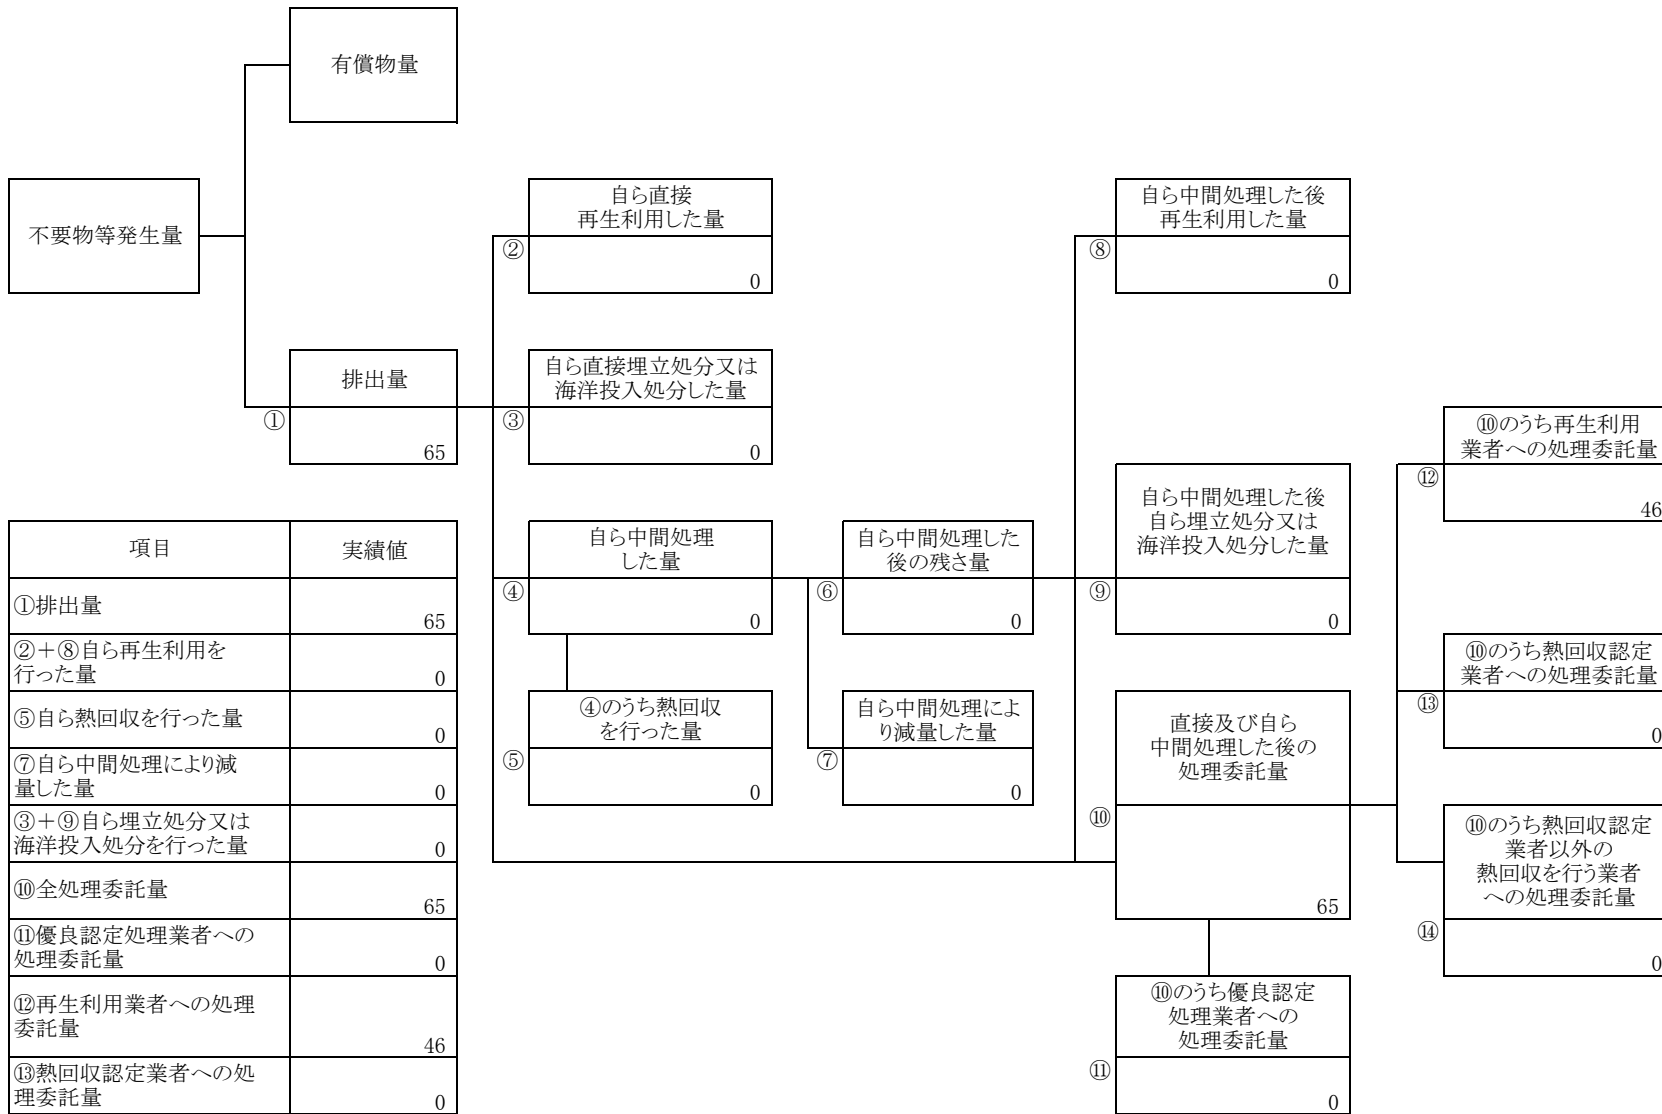 有償物量
不要物等発生量
自ら直接
再生利用した量
②
0
自ら中間処理した後
再生利用した量
⑧
0
排出量
①
65
自ら直接埋立処分又は
海洋投入処分した量
③
0
⑩のうち再生利用
業者への処理委託量
⑫
46
自ら中間処理した後
自ら埋立処分又は
海洋投入処分した量
⑨
0
自ら中間処理
した量
④
0
自ら中間処理した
後の残さ量
⑥
0
⑩のうち熱回収認定
業者への処理委託量
⑬
0
④のうち熱回収
を行った量
⑤
0
自ら中間処理によ
り減量した量
⑦
0
直接及び自ら
中間処理した後の
処理委託量
⑩
65
⑩のうち熱回収認定
業者以外の
熱回収を行う業者
への処理委託量
⑭
0
⑩のうち優良認定
処理業者への
処理委託量
⑪
0
項目 実績値
①排出量 65
②+⑧自ら再生利用を
行った量 0
⑤自ら熱回収を行った量 0
⑦自ら中間処理により減
量した量 0
③+⑨自ら埋立処分又は
海洋投入処分を行った量 0
⑩全処理委託量 65
⑪優良認定処理業者への
処理委託量 0
⑫再生利用業者への処理
委託量 46
⑬熱回収認定業者への処
理委託量 0